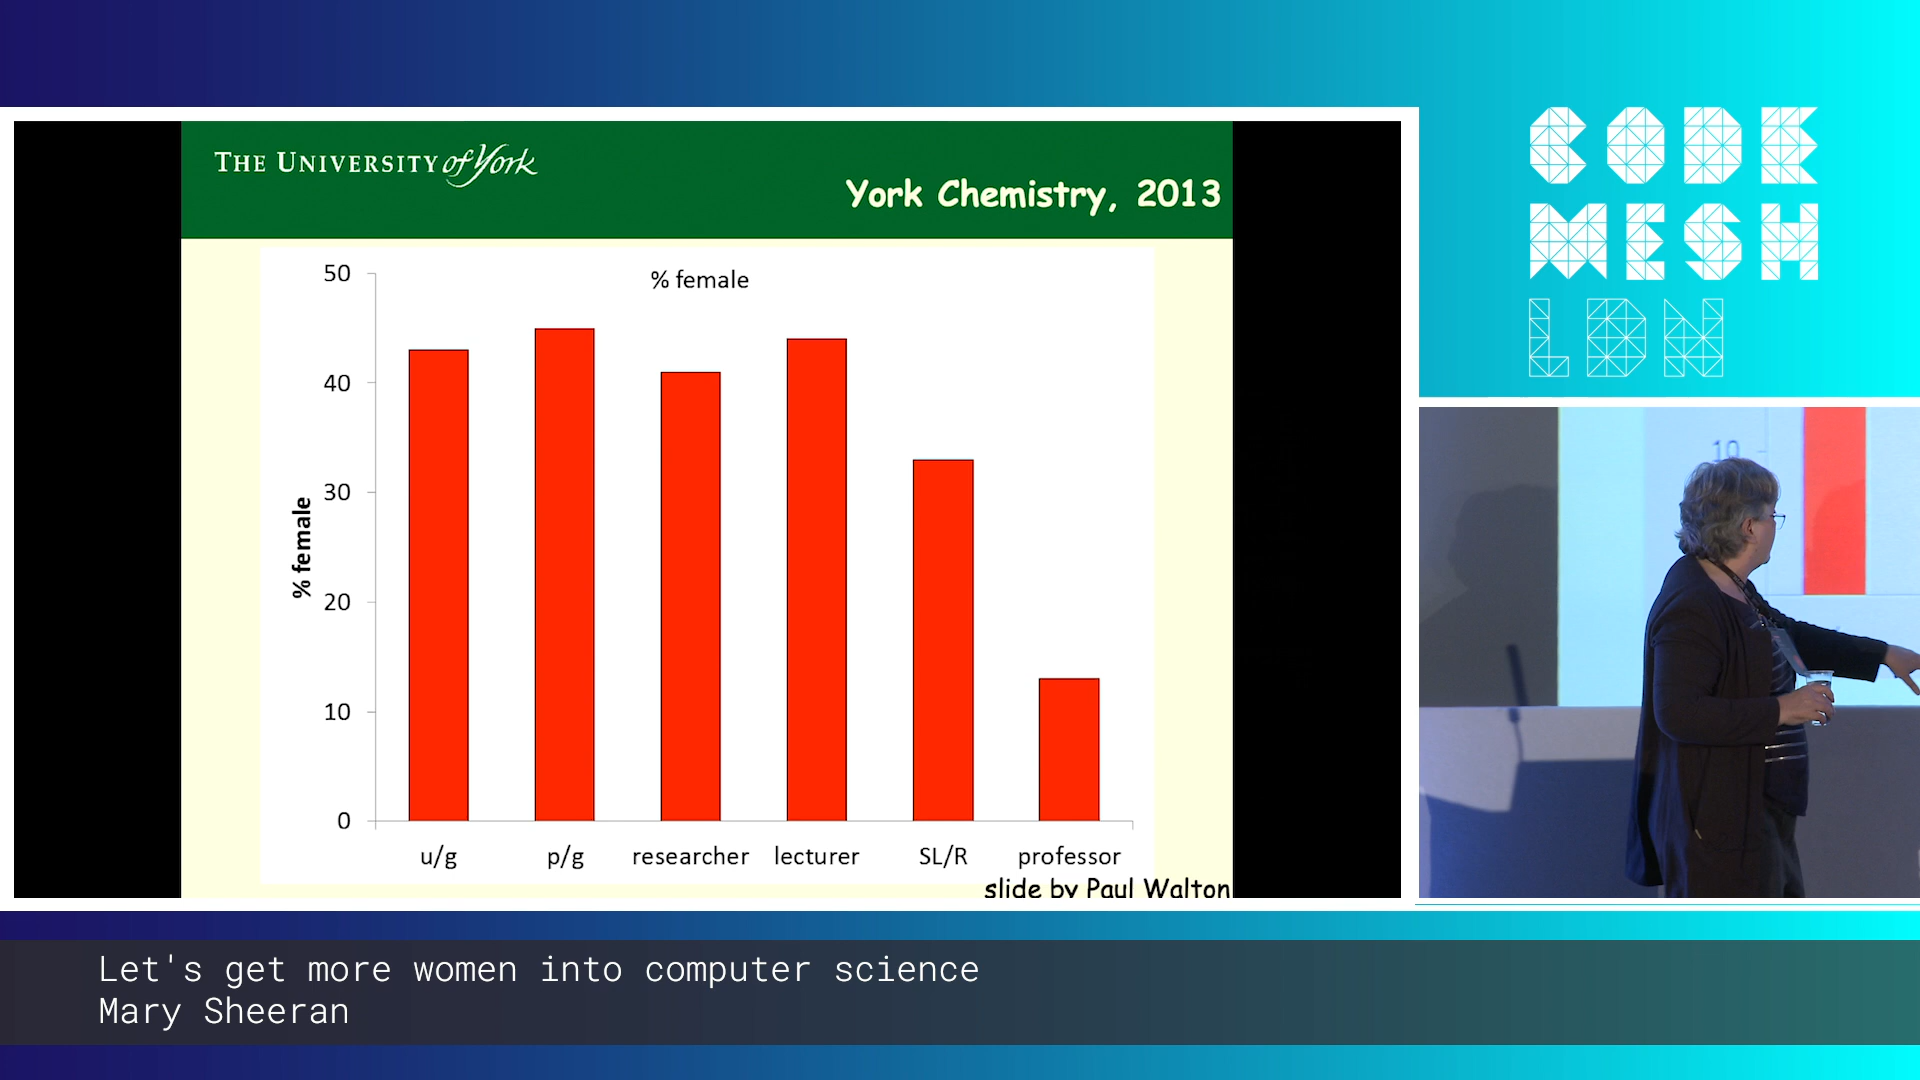 THE UNIVERSITY of York
York Chemistry, 2013
% female
50
40
30
20
10
0
% female
u/g p/g researcher lecturer SL/R professor
slide by Paul Walton
CODE
MESH
LDN
10
Let's get more women into computer science
Mary Sheeran